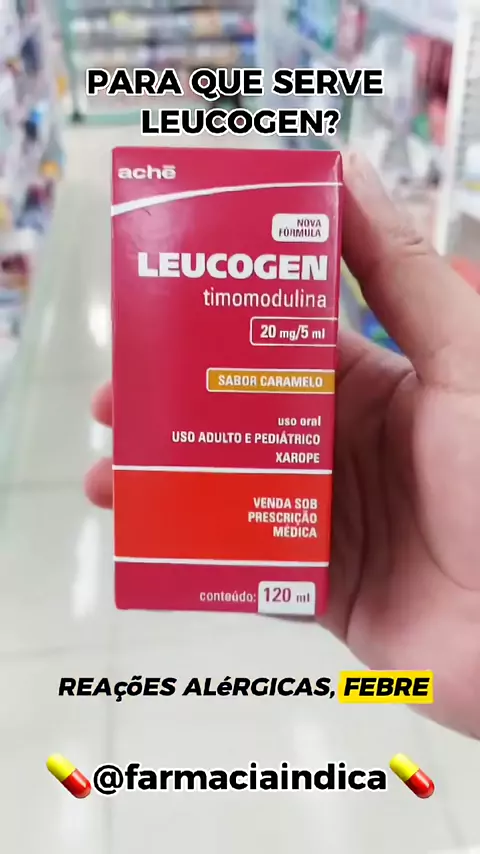 PARA QUE SERVE
LEUCOGEN?
achē
NOVA
FÓRMULA
LEUCOGEN
timomodulina
20 mg/5 ml
SABOR CARAMELO
uso oral
USO ADULTO E PEDIÁTRICO
XAROPE
VENDA SOB
PRESCRIÇÃO
MÉDICA
conteúdo: 120 ml
REAçõES ALéRGICAS, FEBRE
@farmaciaindica